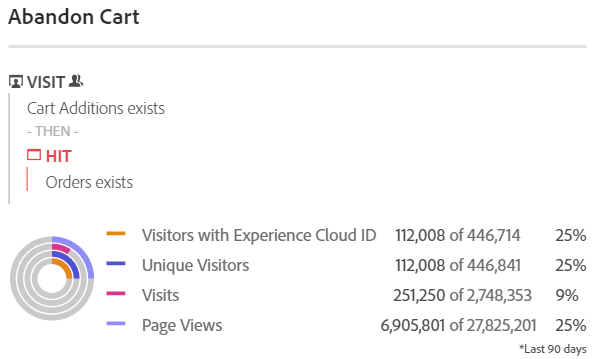 Abandon Cart
VISIT
Cart Additions exists
- THEN -
HIT
Orders exists
Visitors with Experience Cloud ID 112,008 of 446,714 25%
Unique Visitors 112,008 of 446,841 25%
Visits 251,250 of 2,748,353 9%
Page Views 6,905,801 of 27,825,201 25%
*Last 90 days